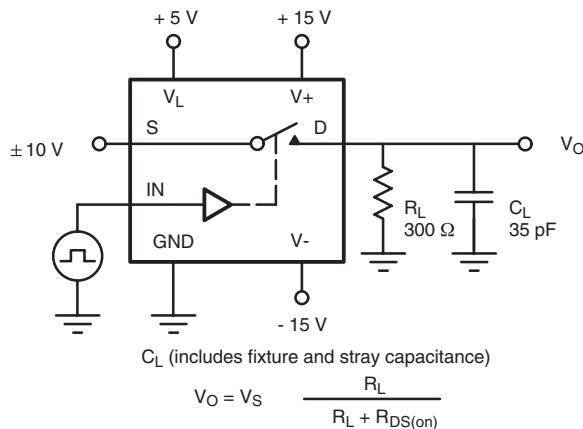 + 5 V
+ 15 V
V_L
V+
S
D
± 10 V
V_O
IN
R_L
300 Ω
C_L
35 pF
GND
V-
- 15 V
C_L (includes fixture and stray capacitance)
V_O = V_S R_L
R_L + R_DS(on)